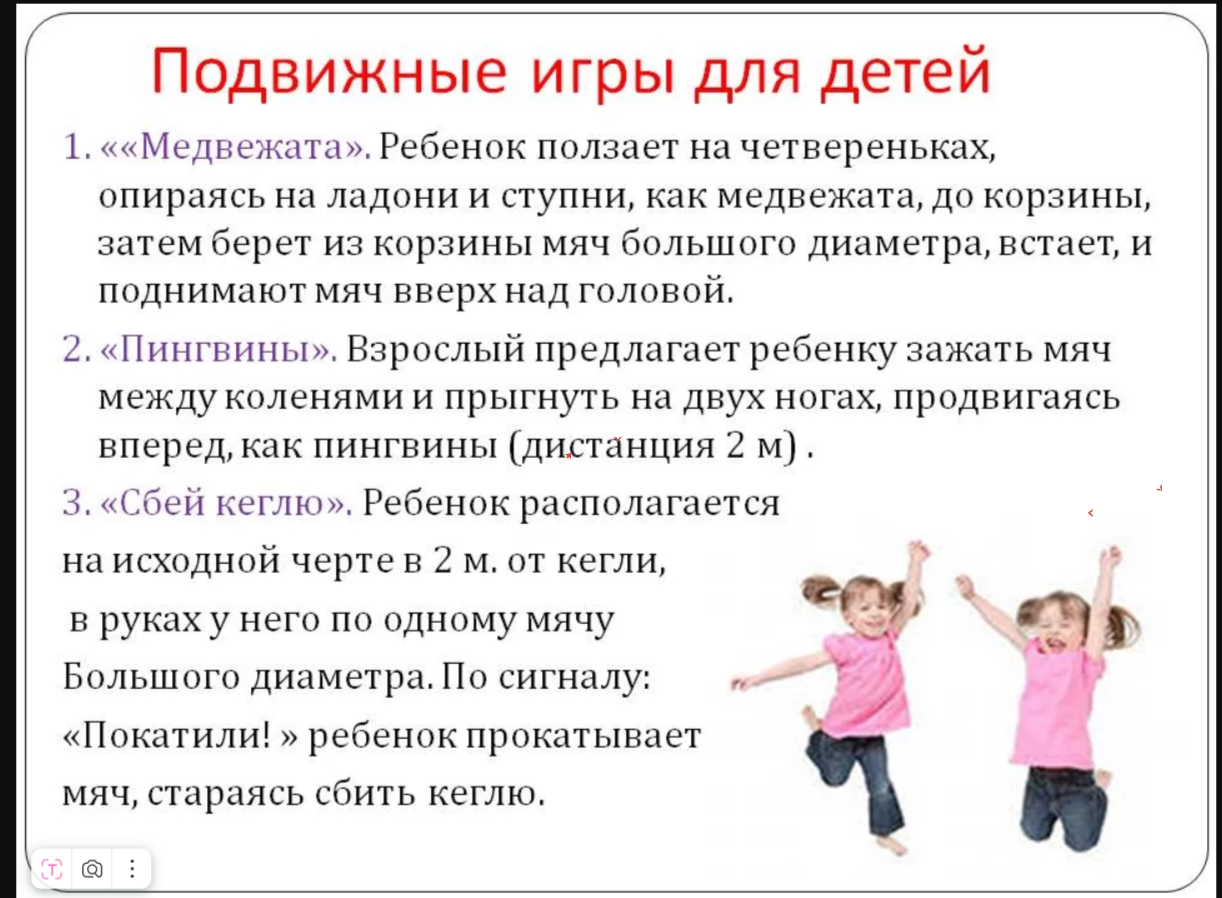 Подвижные игры для детей
1. ««Медвежата». Ребенок ползает на четвереньках,
опираясь на ладони и ступни, как медвежата, до корзины,
затем берет из корзины мяч большого диаметра, встает, и
поднимают мяч вверх над головой.
2. «Пингвины». Взрослый предлагает ребенку зажать мяч
между коленями и прыгнуть на двух ногах, продвигаясь
вперед, как пингвины (дистанция 2 м) .
3. «Сбей кеглю». Ребенок располагается
на исходной черте в 2 м. от кегли,
в руках у него по одному мячу
Большого диаметра. По сигналу:
«Покатили! » ребенок прокатывает
мяч, стараясь сбить кеглю.